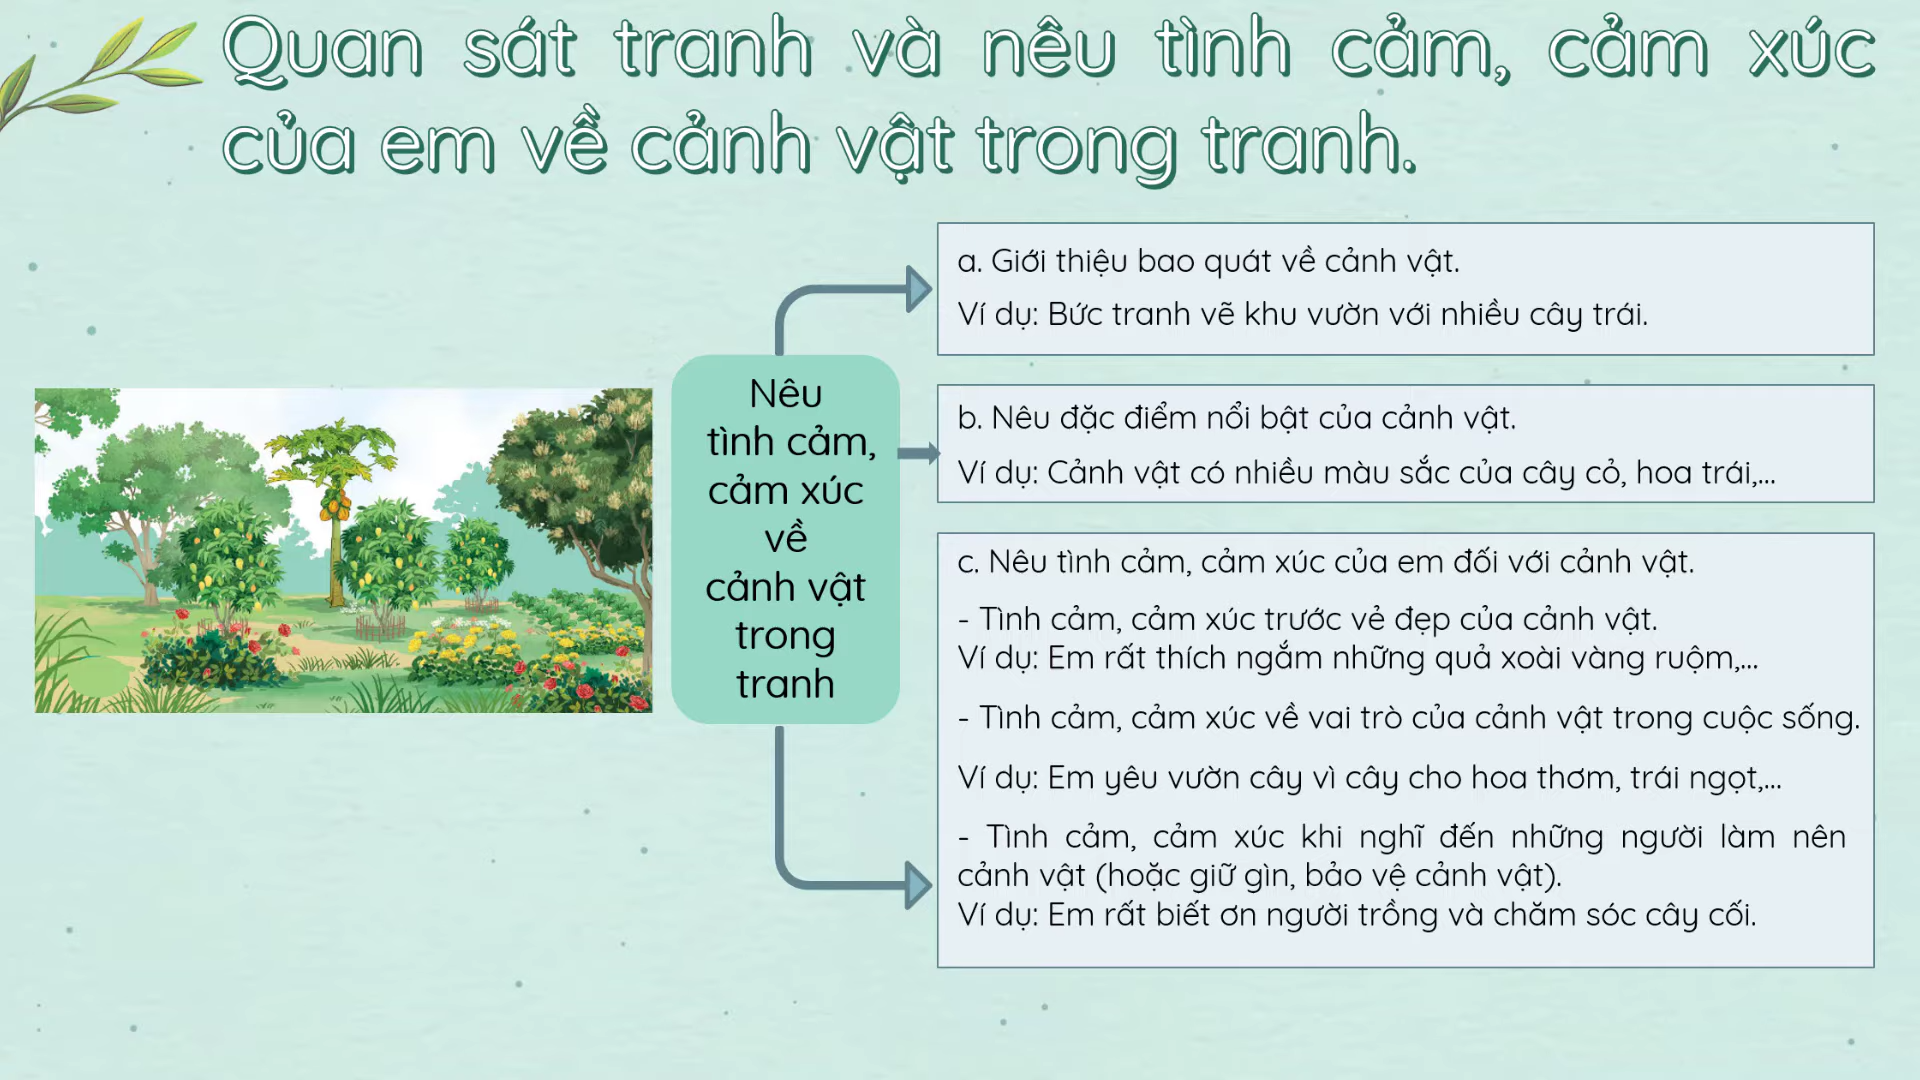 Quan sát tranh và nêu tình cảm, cảm xúc
của em về cảnh vật trong tranh.
Nêu
tình cảm,
cảm xúc
về
cảnh vật
trong
tranh
a. Giới thiệu bao quát về cảnh vật.
Ví dụ: Bức tranh vẽ khu vườn với nhiều cây trái.
b. Nêu đặc điểm nổi bật của cảnh vật.
Ví dụ: Cảnh vật có nhiều màu sắc của cây cỏ, hoa trái,...
c. Nêu tình cảm, cảm xúc của em đối với cảnh vật.
- Tình cảm, cảm xúc trước vẻ đẹp của cảnh vật.
Ví dụ: Em rất thích ngắm những quả xoài vàng ruộm,...
- Tình cảm, cảm xúc về vai trò của cảnh vật trong cuộc sống.
Ví dụ: Em yêu vườn cây vì cây cho hoa thơm, trái ngọt,...
- Tình cảm, cảm xúc khi nghĩ đến những người làm nên
cảnh vật (hoặc giữ gìn, bảo vệ cảnh vật).
Ví dụ: Em rất biết ơn người trồng và chăm sóc cây cối.